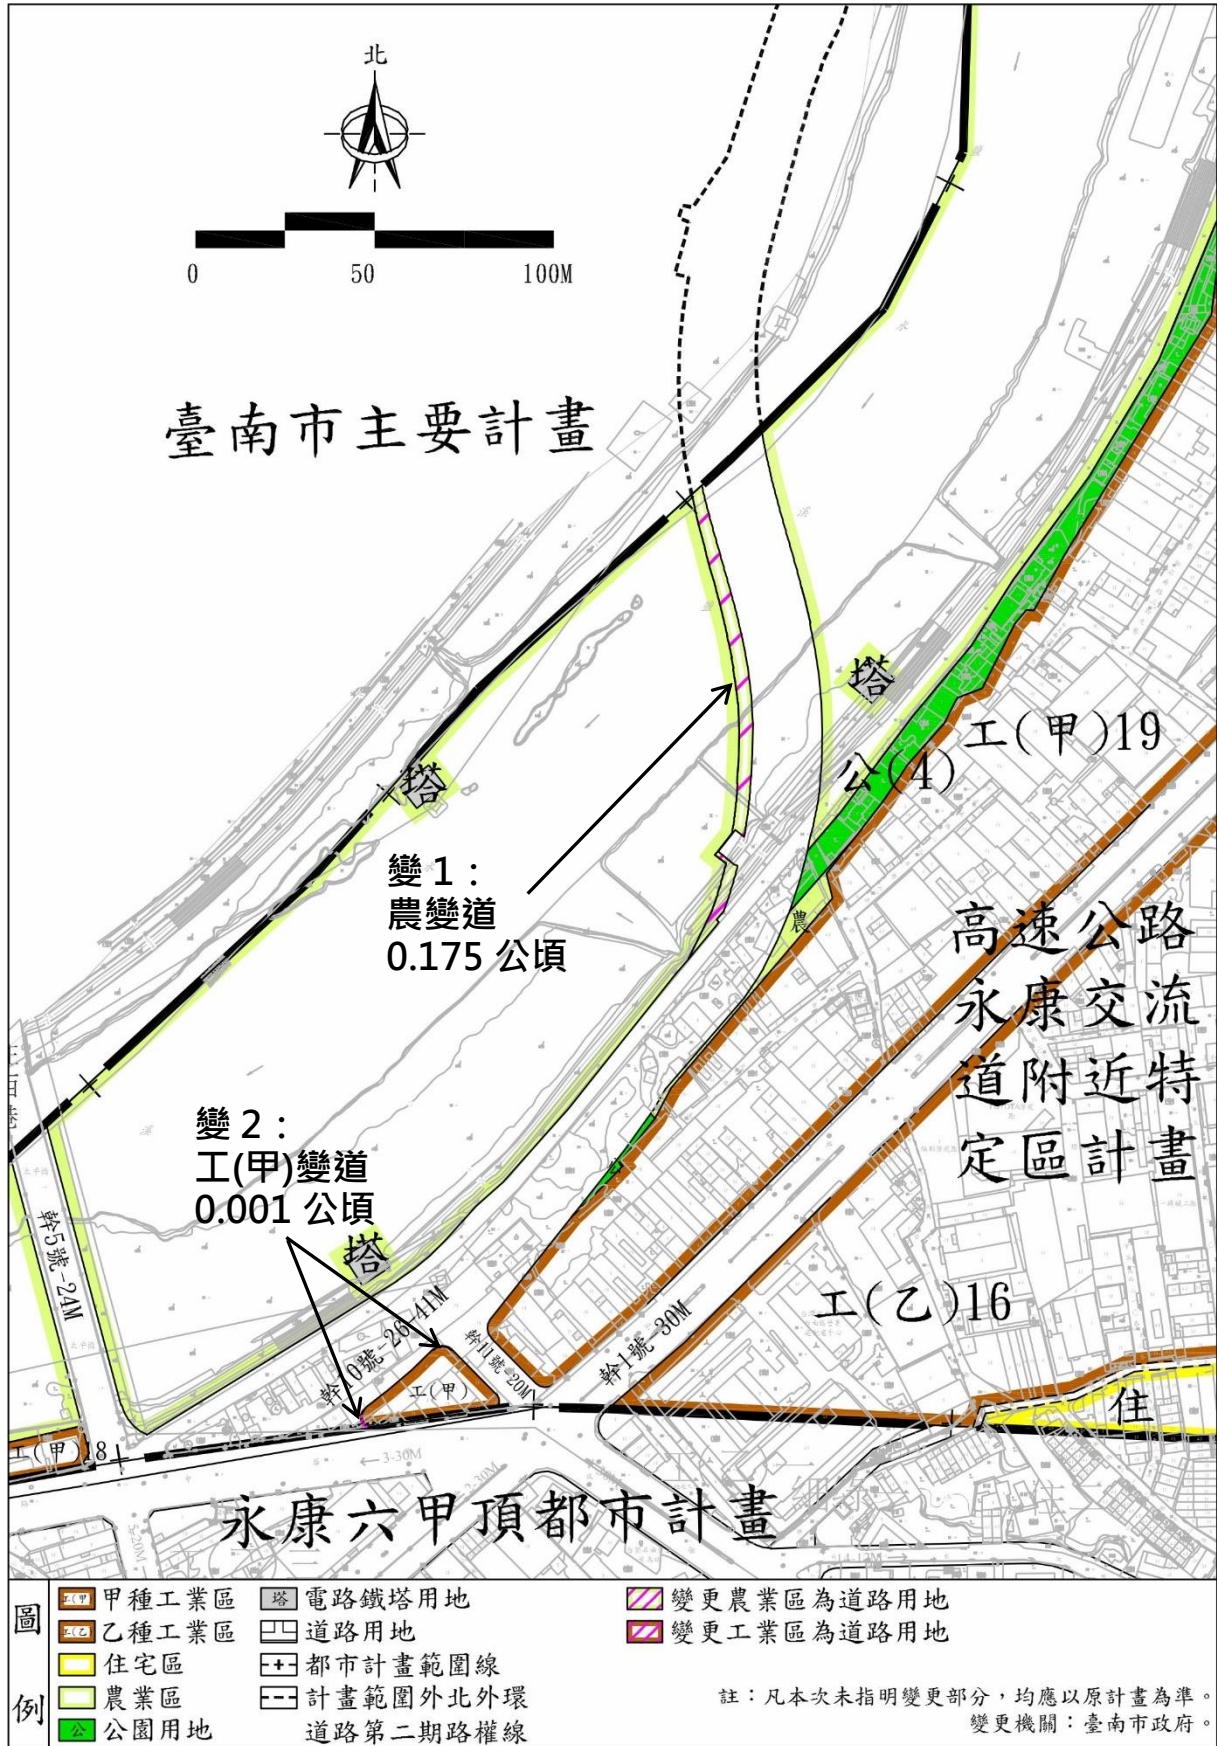 北
0 50 100M
臺南市主要計畫
塔
工(甲)19
公(4)
塔
變 1：
農變道
0.175 公頃
農
高速公路
永康交流
道附近特
定區計畫
變 2：
工(甲)變道
0.001 公頃
幹5號-24M
塔
工(乙)16
幹10號-26-41M
幹11號-20M
幹1號-30M
工(甲)
住
工(甲)18
←3-30M
永康六甲頂都市計畫
圖例
工(甲) 甲種工業區
工(乙) 乙種工業區
住宅區
農業區
公 公園用地
塔 電路鐵塔用地
道路用地
都市計畫範圍線
計畫範圍外北外環
道路第二期路權線
變更農業區為道路用地
變更工業區為道路用地
註：凡本次未指明變更部分，均應以原計畫為準。
變更機關：臺南市政府。